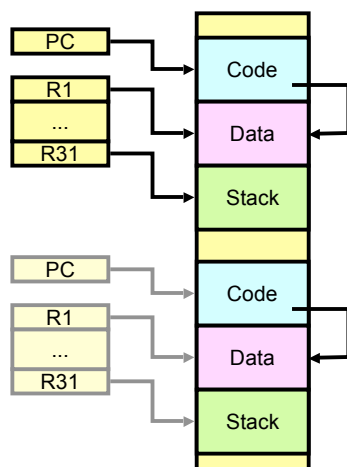 PC
Code
R1
...
Data
R31
Stack
PC
Code
R1
...
Data
R31
Stack